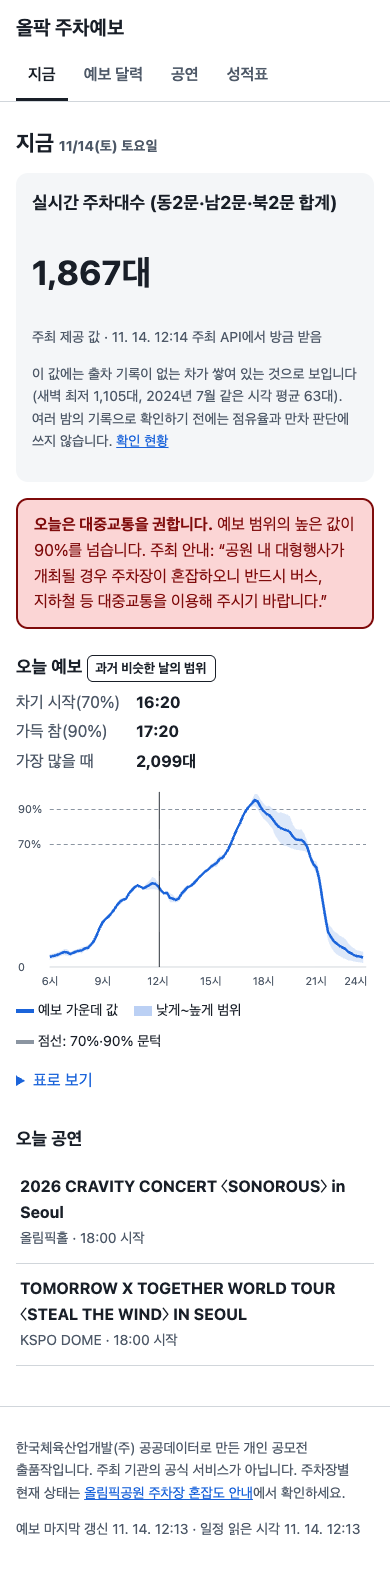 올팍 주차예보
지금 예보 달력 공연 성적표
지금 11/14(토) 토요일
실시간 주차대수 (동2문·남2문·북2문 합계)
1,867대
주최 제공 값 · 11. 14. 12:14 주최 API에서 방금 받음
이 값에는 출차 기록이 없는 차가 쌓여 있는 것으로 보입니다
(새벽 최저 1,105대, 2024년 7월 같은 시각 평균 63대).
여러 밤의 기록으로 확인하기 전에는 점유율과 만차 판단에
쓰지 않습니다. 확인 현황
오늘은 대중교통을 권합니다. 예보 범위의 높은 값이
90%를 넘습니다. 주최 안내: “공원 내 대형행사가
개최될 경우 주차장이 혼잡하오니 반드시 버스,
지하철 등 대중교통을 이용해 주시기 바랍니다.”
오늘 예보 과거 비슷한 날의 범위
차기 시작(70%) 16:20
가득 참(90%) 17:20
가장 많을 때 2,099대
90%
70%
0
6시 9시 12시 15시 18시 21시 24시
예보 가운데 값 낮게~높게 범위
점선: 70%·90% 문턱
▶ 표로 보기
오늘 공연
2026 CRAVITY CONCERT 〈SONOROUS〉 in
Seoul
올림픽홀 · 18:00 시작
TOMORROW X TOGETHER WORLD TOUR
〈STEAL THE WIND〉 IN SEOUL
KSPO DOME · 18:00 시작
한국체육산업개발(주) 공공데이터로 만든 개인 공모전
출품작입니다. 주최 기관의 공식 서비스가 아닙니다. 주차장별
현재 상태는 올림픽공원 주차장 혼잡도 안내에서 확인하세요.
예보 마지막 갱신 11. 14. 12:13 · 일정 읽은 시각 11. 14. 12:13